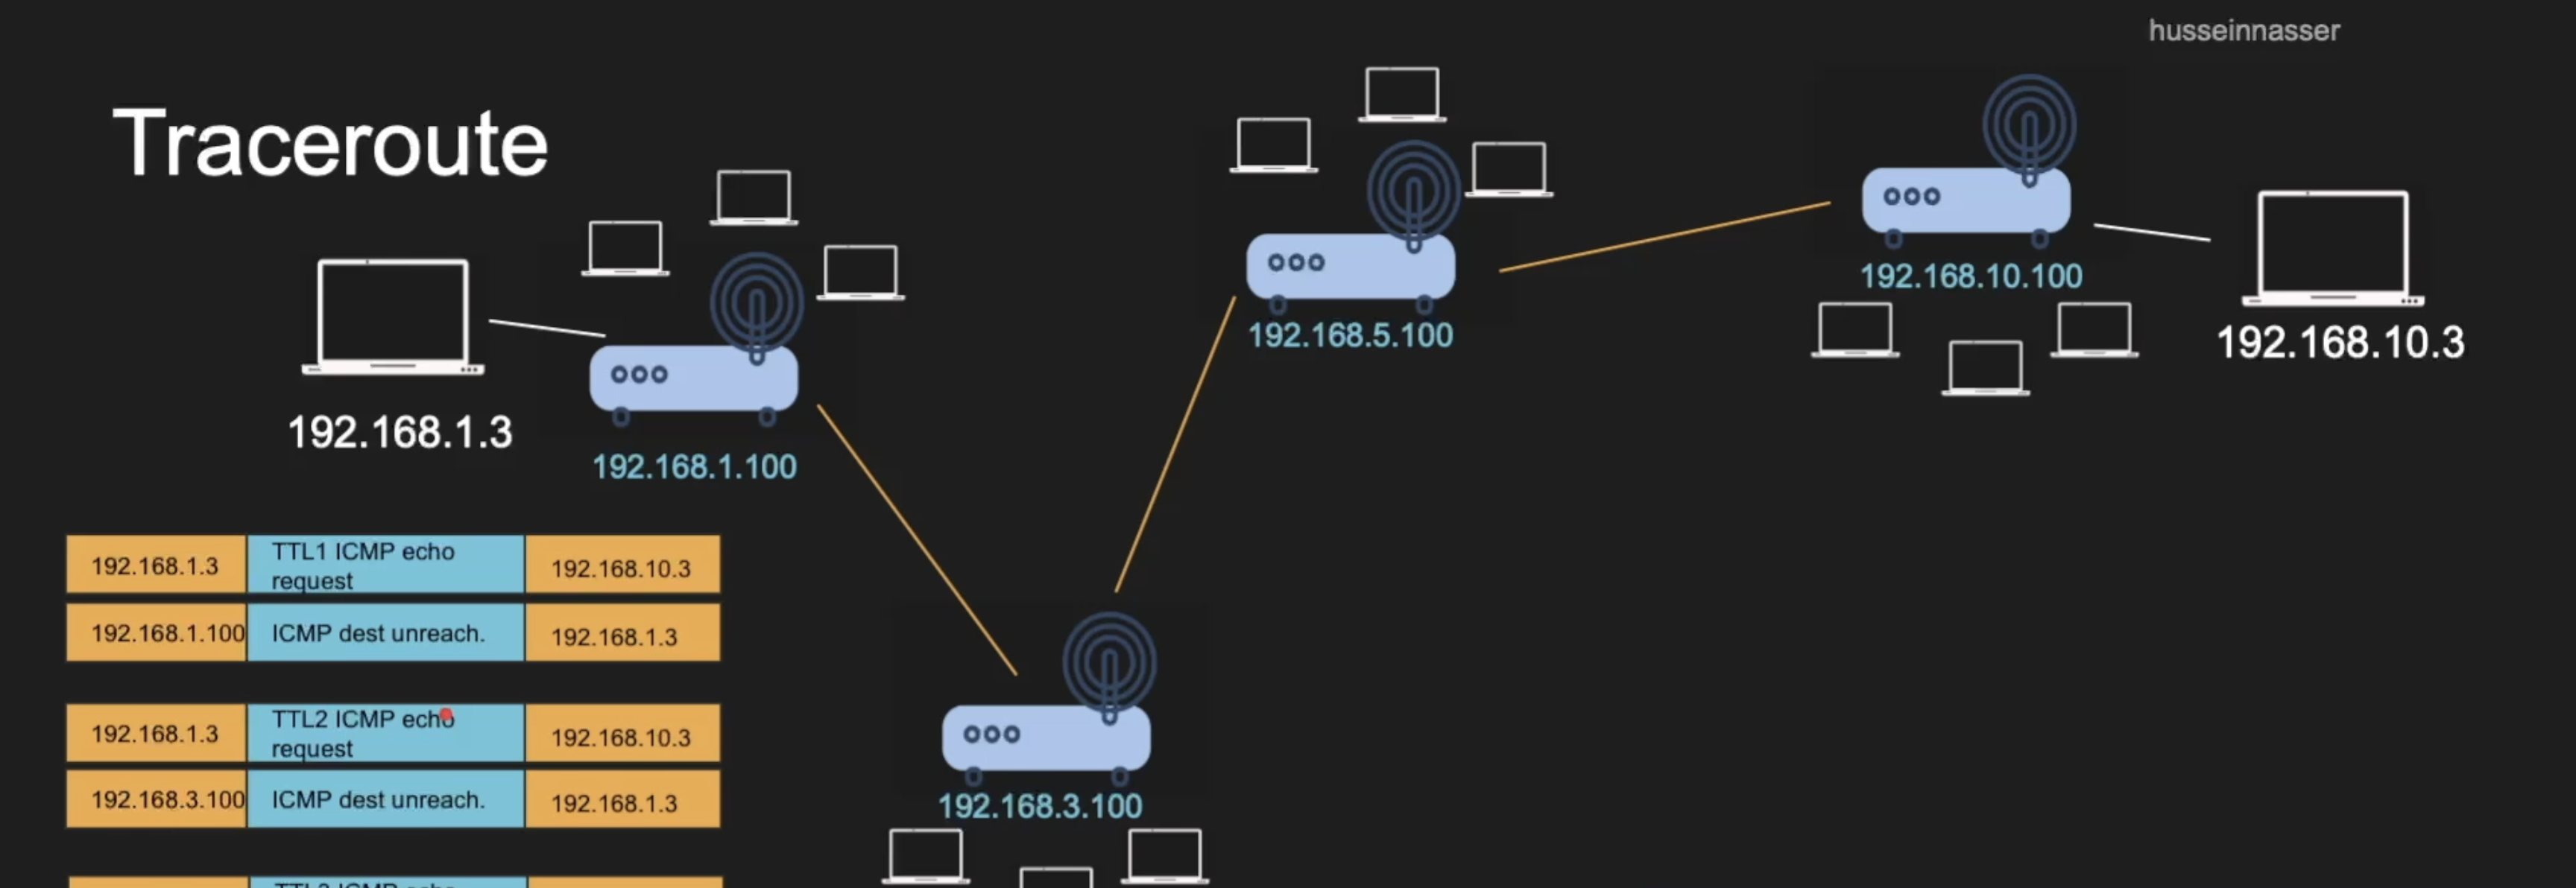 husseinnasser
Traceroute
192.168.1.3
192.168.1.100
192.168.5.100
192.168.10.100
192.168.10.3
192.168.3.100
192.168.1.3
TTL1 ICMP echo
request
192.168.10.3
192.168.1.100
ICMP dest unreach.
192.168.1.3
192.168.1.3
TTL2 ICMP echo
request
192.168.10.3
192.168.3.100
ICMP dest unreach.
192.168.1.3